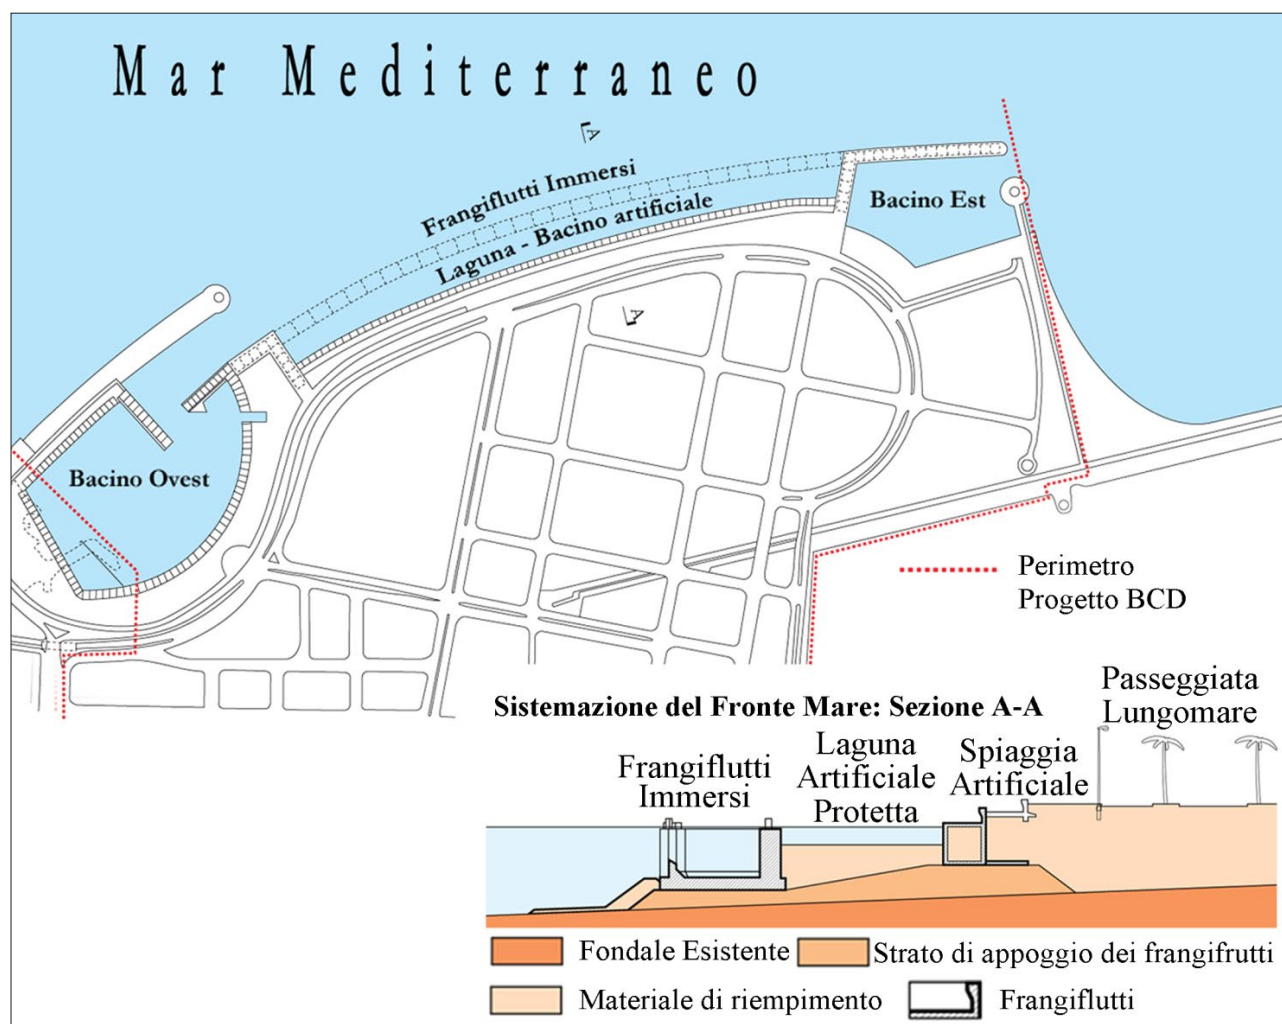 Mar Mediterraneo
A
Frangiflutti Immersi
Laguna - Bacino artificiale
Bacino Est
A
Bacino Ovest
Perimetro
Progetto BCD
Sistemazione del Fronte Mare: Sezione A-A
Passeggiata
Lungomare
Frangiflutti
Immersi
Laguna
Artificiale
Protetta
Spiaggia
Artificiale
Fondale Esistente
Strato di appoggio dei frangifrutti
Materiale di riempimento
Frangiflutti